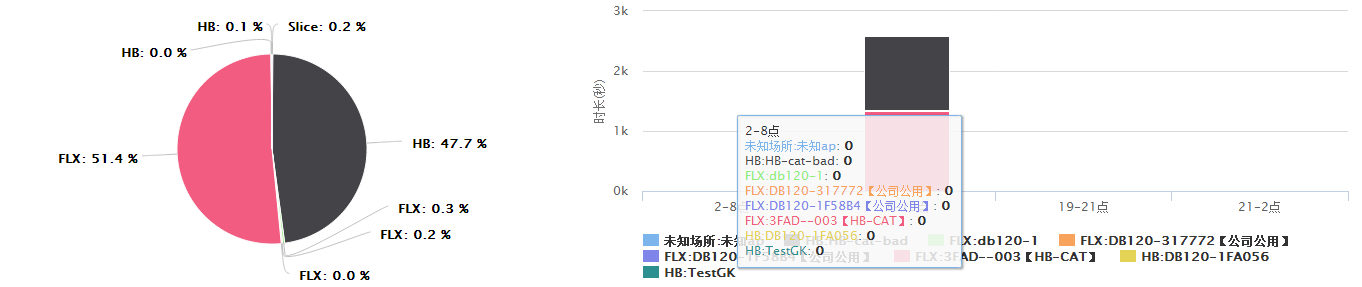 HB: 0.1 %
Slice: 0.2 %
HB: 0.0 %
HB: 47.7 %
FLX: 51.4 %
FLX: 0.3 %
FLX: 0.2 %
FLX: 0.0 %
3k
2k
1k
0k
时长(秒)
2-8
19-21点
21-2点
2-8点
未知场所:未知ap: 0
HB:HB-cat-bad: 0
FLX:db120-1: 0
FLX:DB120-317772【公司公用】: 0
FLX:DB120-1F58B4【公司公用】: 0
FLX:3FAD--003【HB-CAT】: 0
HB:DB120-1FA056: 0
HB:TestGK: 0
未知场所:未知ap HB:HB-cat-bad FLX:db120-1 FLX:DB120-317772【公司公用】
FLX:DB120-1F58B4【公司公用】 FLX:3FAD--003【HB-CAT】 HB:DB120-1FA056
HB:TestGK